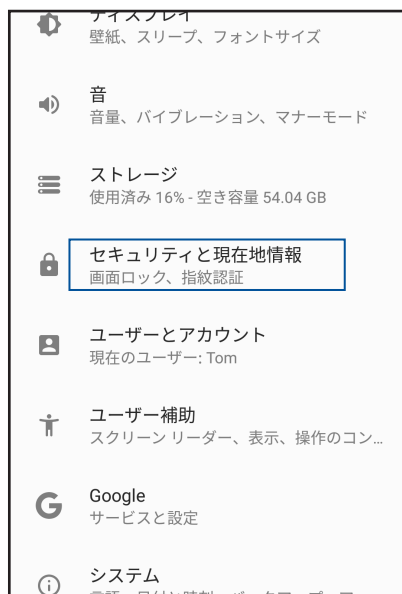 ディスプレイ
壁紙、スリープ、フォントサイズ
音
音量、バイブレーション、マナーモード
ストレージ
使用済み 16% - 空き容量 54.04 GB
セキュリティと現在地情報
画面ロック、指紋認証
ユーザーとアカウント
現在のユーザー: Tom
ユーザー補助
スクリーン リーダー、表示、操作のコン...
Google
サービスと設定
システム